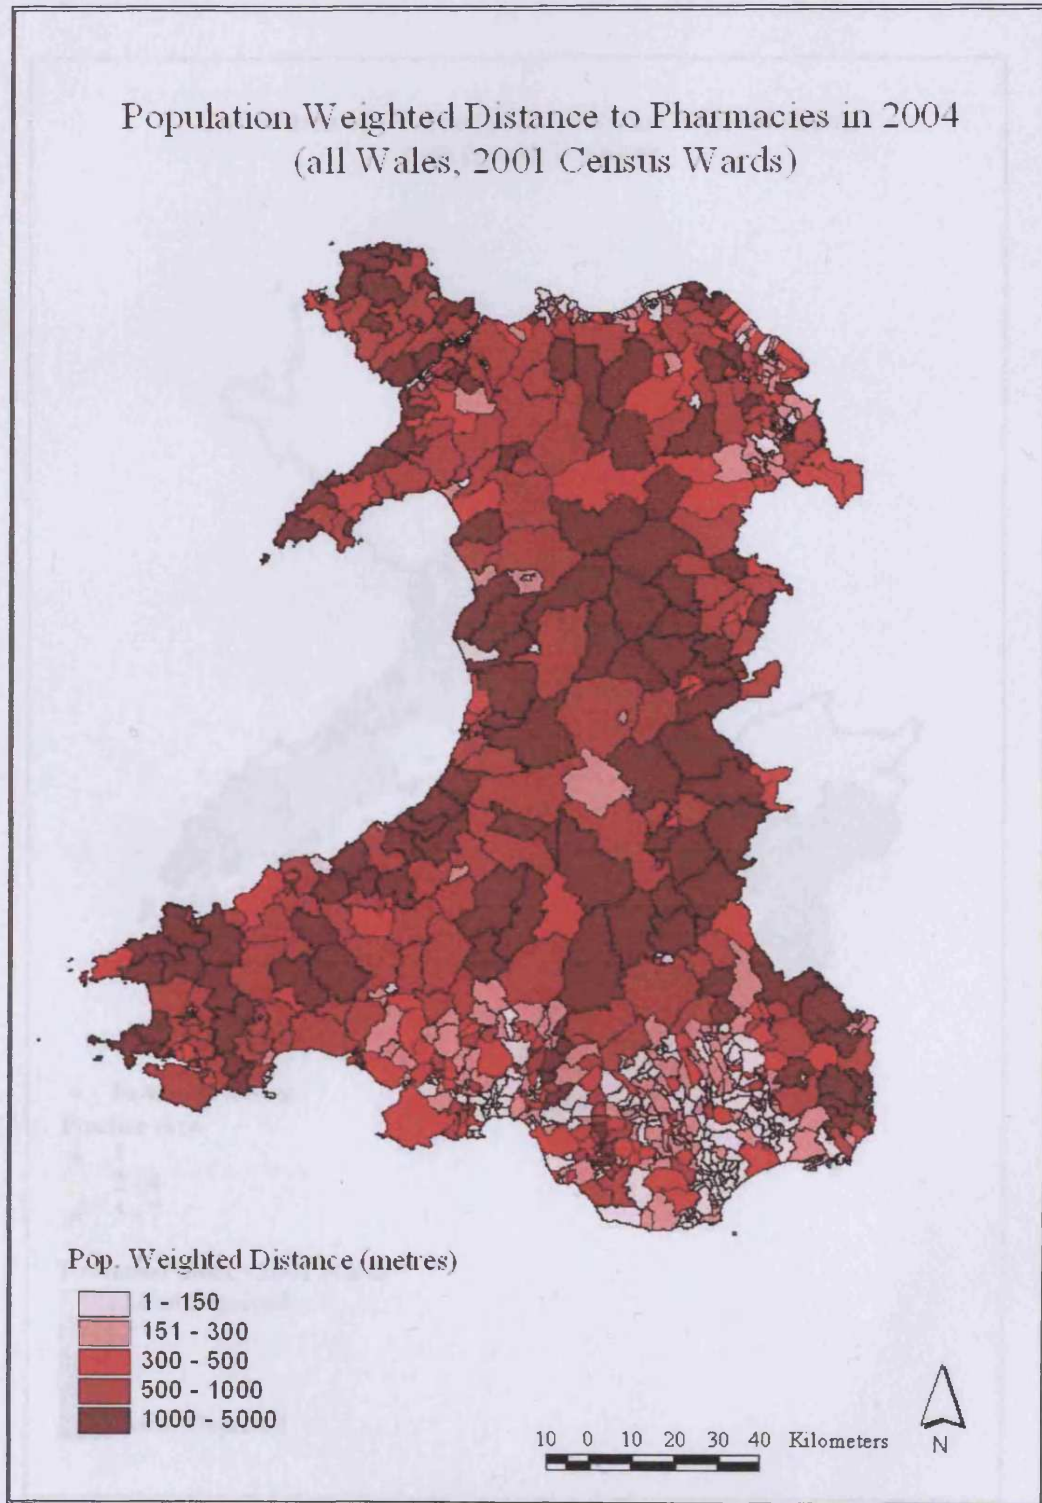 Population Weighted Distance to Pharmacies in 2004
(all Wales, 2001 Census Wards)
Pop. Weighted Distance (metres)
1 - 150
151 - 300
300 - 500
500 - 1000
1000 - 5000
10 0 10 20 30 40 Kilometers
N